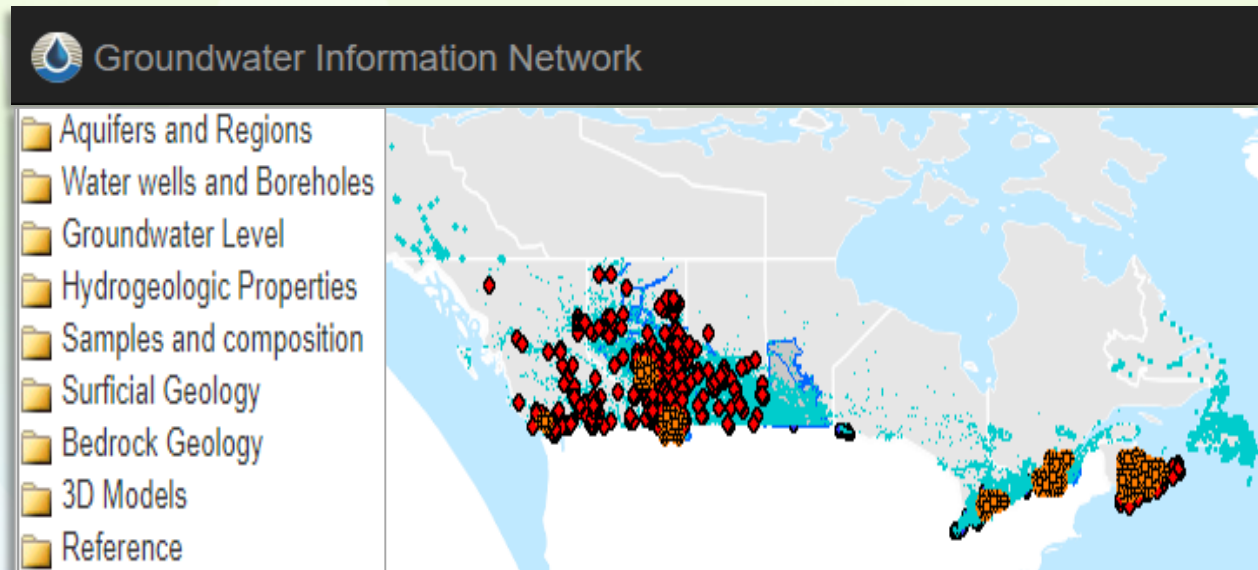 Groundwater Information Network
Aquifers and Regions
Water wells and Boreholes
Groundwater Level
Hydrogeologic Properties
Samples and composition
Surficial Geology
Bedrock Geology
3D Models
Reference